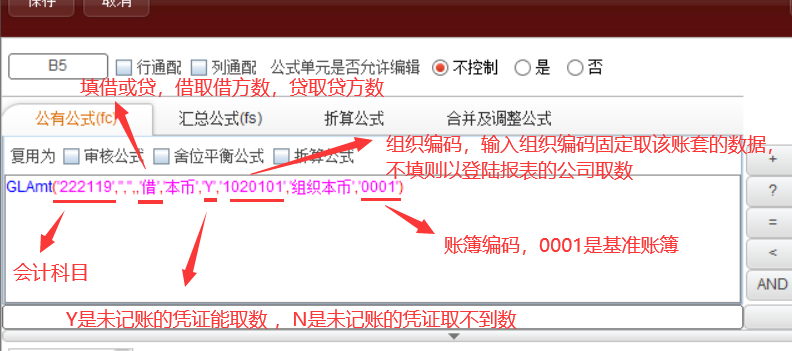 保存 取消
B5 行通配 列通配 公式单元是否允许编辑 不控制 是 否
填借或贷，借取借方数，贷取贷方数
公有公式(fc) 汇总公式(fs) 折算公式 合并及调整公式
组织编码，输入组织编码固定取该账套的数据，
复用为 审核公式 舍位平衡公式 折算公式
不填则以登陆报表的公司取数
+
GLAmt('222119','','',,'借','本币','Y','1020101','组织本币','0001')
?
=
账簿编码，0001是基准账簿
<
会计科目
AND
Y是未记账的凭证能取数 ，N是未记账的凭证取不到数